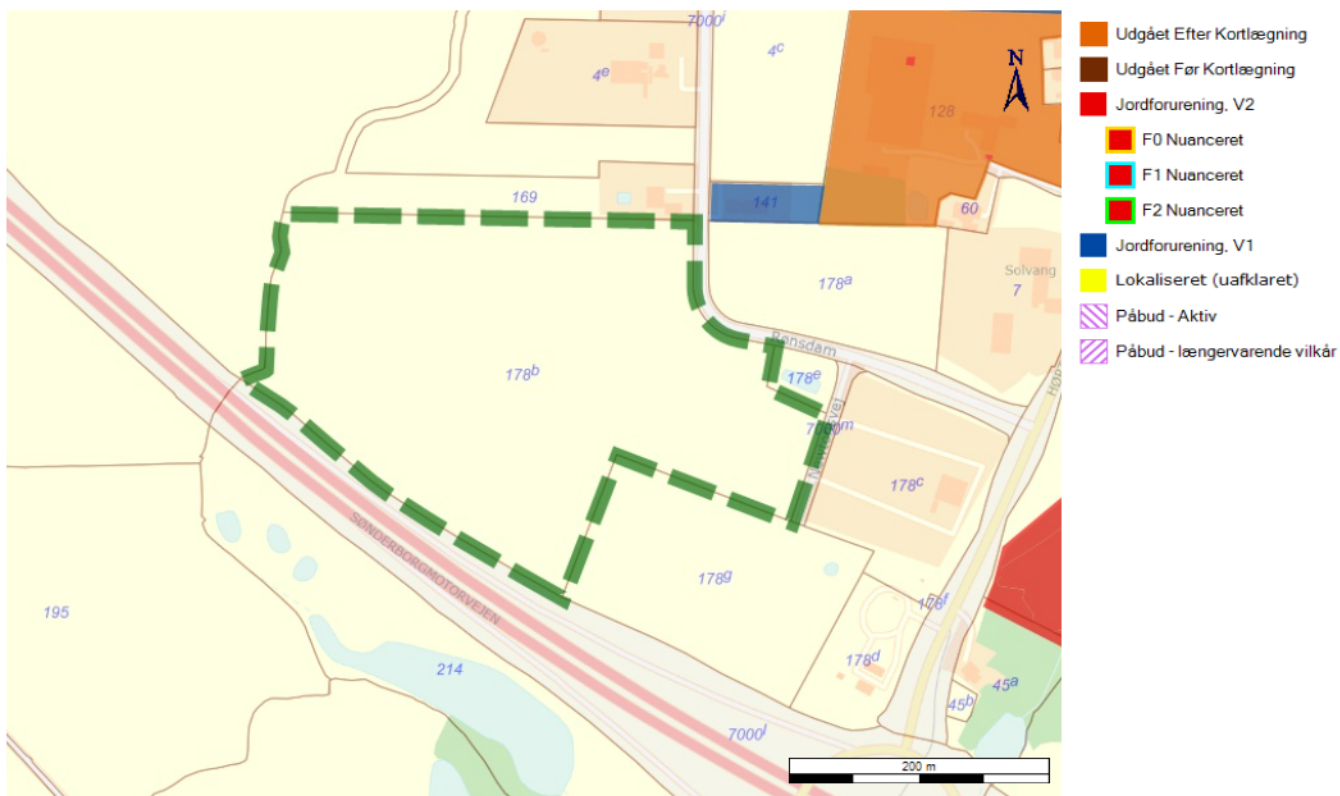 7000i
4c
4e
N
128
169
141
60
178a
Solvang
7
Rønsdam
178b
178e
7000m
178c
SØNDERBORGMOTORVEJEN
178g
195
178f
214
178d
45a
45b
7000l
200 m
Udgået Efter Kortlægning
Udgået Før Kortlægning
Jordforurening, V2
F0 Nuanceret
F1 Nuanceret
F2 Nuanceret
Jordforurening, V1
Lokaliseret (uafklaret)
Påbud - Aktiv
Påbud - længervarende vilkår